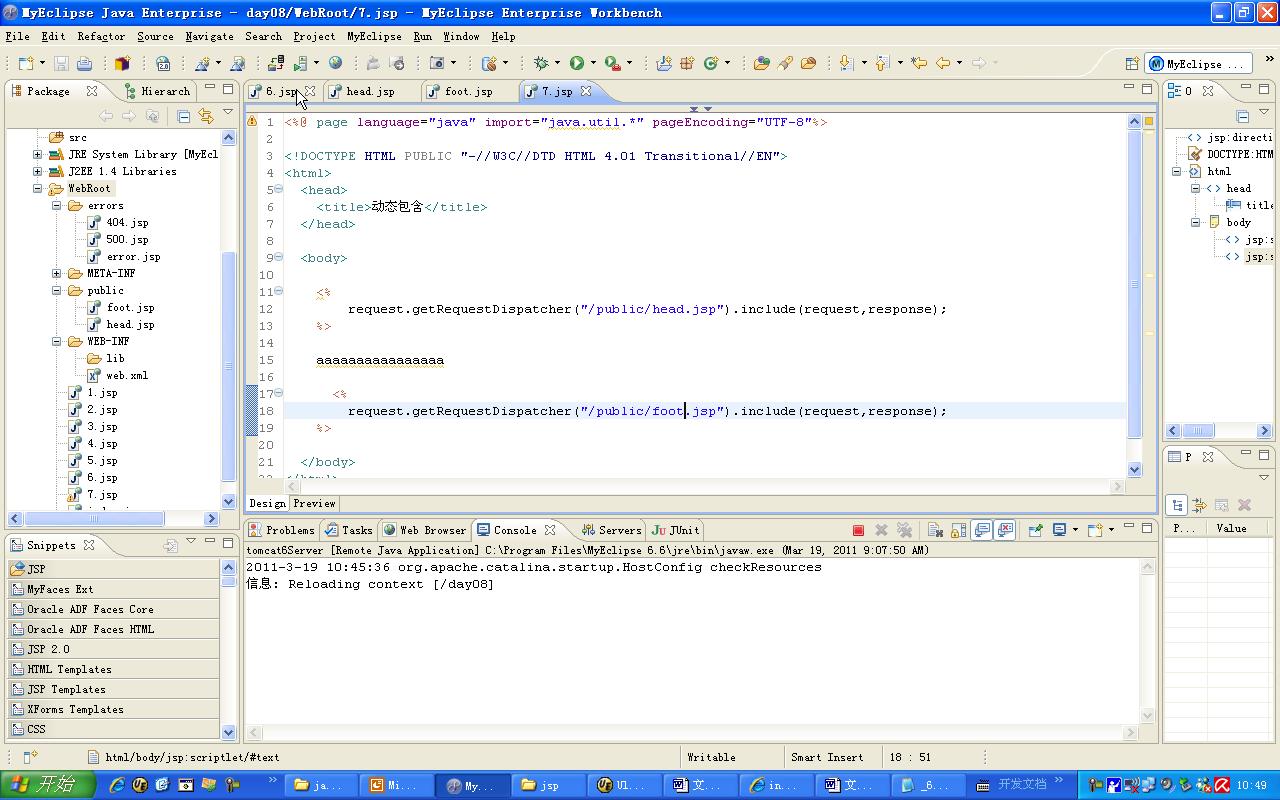 MyEclipse Java Enterprise - day08/WebRoot/7.jsp - MyEclipse Enterprise Workbench
File Edit Refactor Source Navigate Search Project MyEclipse Run Window Help
MyEclipse ...
Package
Hierarch
src
JRE System Library [MyEcl
J2EE 1.4 Libraries
WebRoot
errors
404.jsp
500.jsp
error.jsp
META-INF
public
foot.jsp
head.jsp
WEB-INF
lib
web.xml
1.jsp
2.jsp
3.jsp
4.jsp
5.jsp
6.jsp
7.jsp
6.jsp head.jsp foot.jsp 7.jsp
1 <%@ page language="java" import="java.util.*" pageEncoding="UTF-8"%>
2
3 <!DOCTYPE HTML PUBLIC "-//W3C//DTD HTML 4.01 Transitional//EN">
4 <html>
5 <head>
6 <title>动态包含</title>
7 </head>
8
9 <body>
10
11 <%
12 request.getRequestDispatcher("/public/head.jsp").include(request,response);
13 %>
14
15 aaaaaaaaaaaaaaaa
16
17 <%
18 request.getRequestDispatcher("/public/foot.jsp").include(request,response);
19 %>
20
21 </body>
Design Preview
O
jsp:directi
DOCTYPE:HTM
html
head
title
body
jsp:s
jsp:s
P
P... Value
Snippets
JSP
MyFaces Ext
Oracle ADF Faces Core
Oracle ADF Faces HTML
JSP 2.0
HTML Templates
JSP Templates
XForms Templates
CSS
Problems Tasks Web Browser Console Servers JUnit
tomcat6Server [Remote Java Application] C:\Program Files\MyEclipse 6.6\jre\bin\javaw.exe (Mar 19, 2011 9:07:50 AM)
2011-3-19 10:45:36 org.apache.catalina.startup.HostConfig checkResources
信息: Reloading context [/day08]
html/body/jsp:scriptlet/#text Writable Smart Insert 18 : 51
开始 ja... Mi... My... jsp Ul... 文... in... 文... _6... 开发文档 10:49